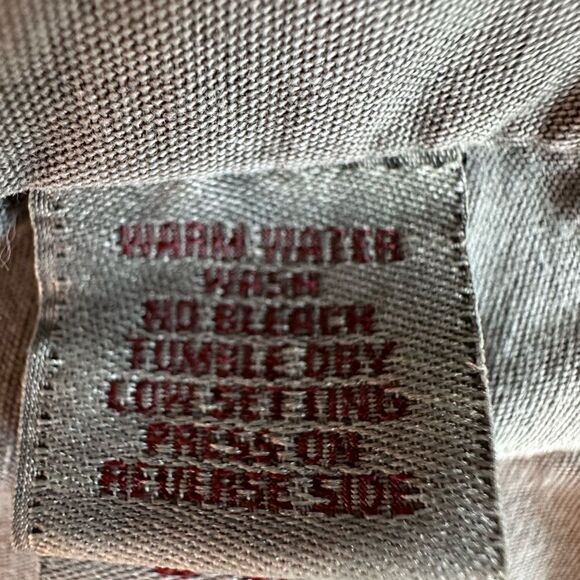 WARM WATER
WASH
NO BLEACH
TUMBLE DRY
LOW SETTING
PRESS ON
REVERSE SIDE